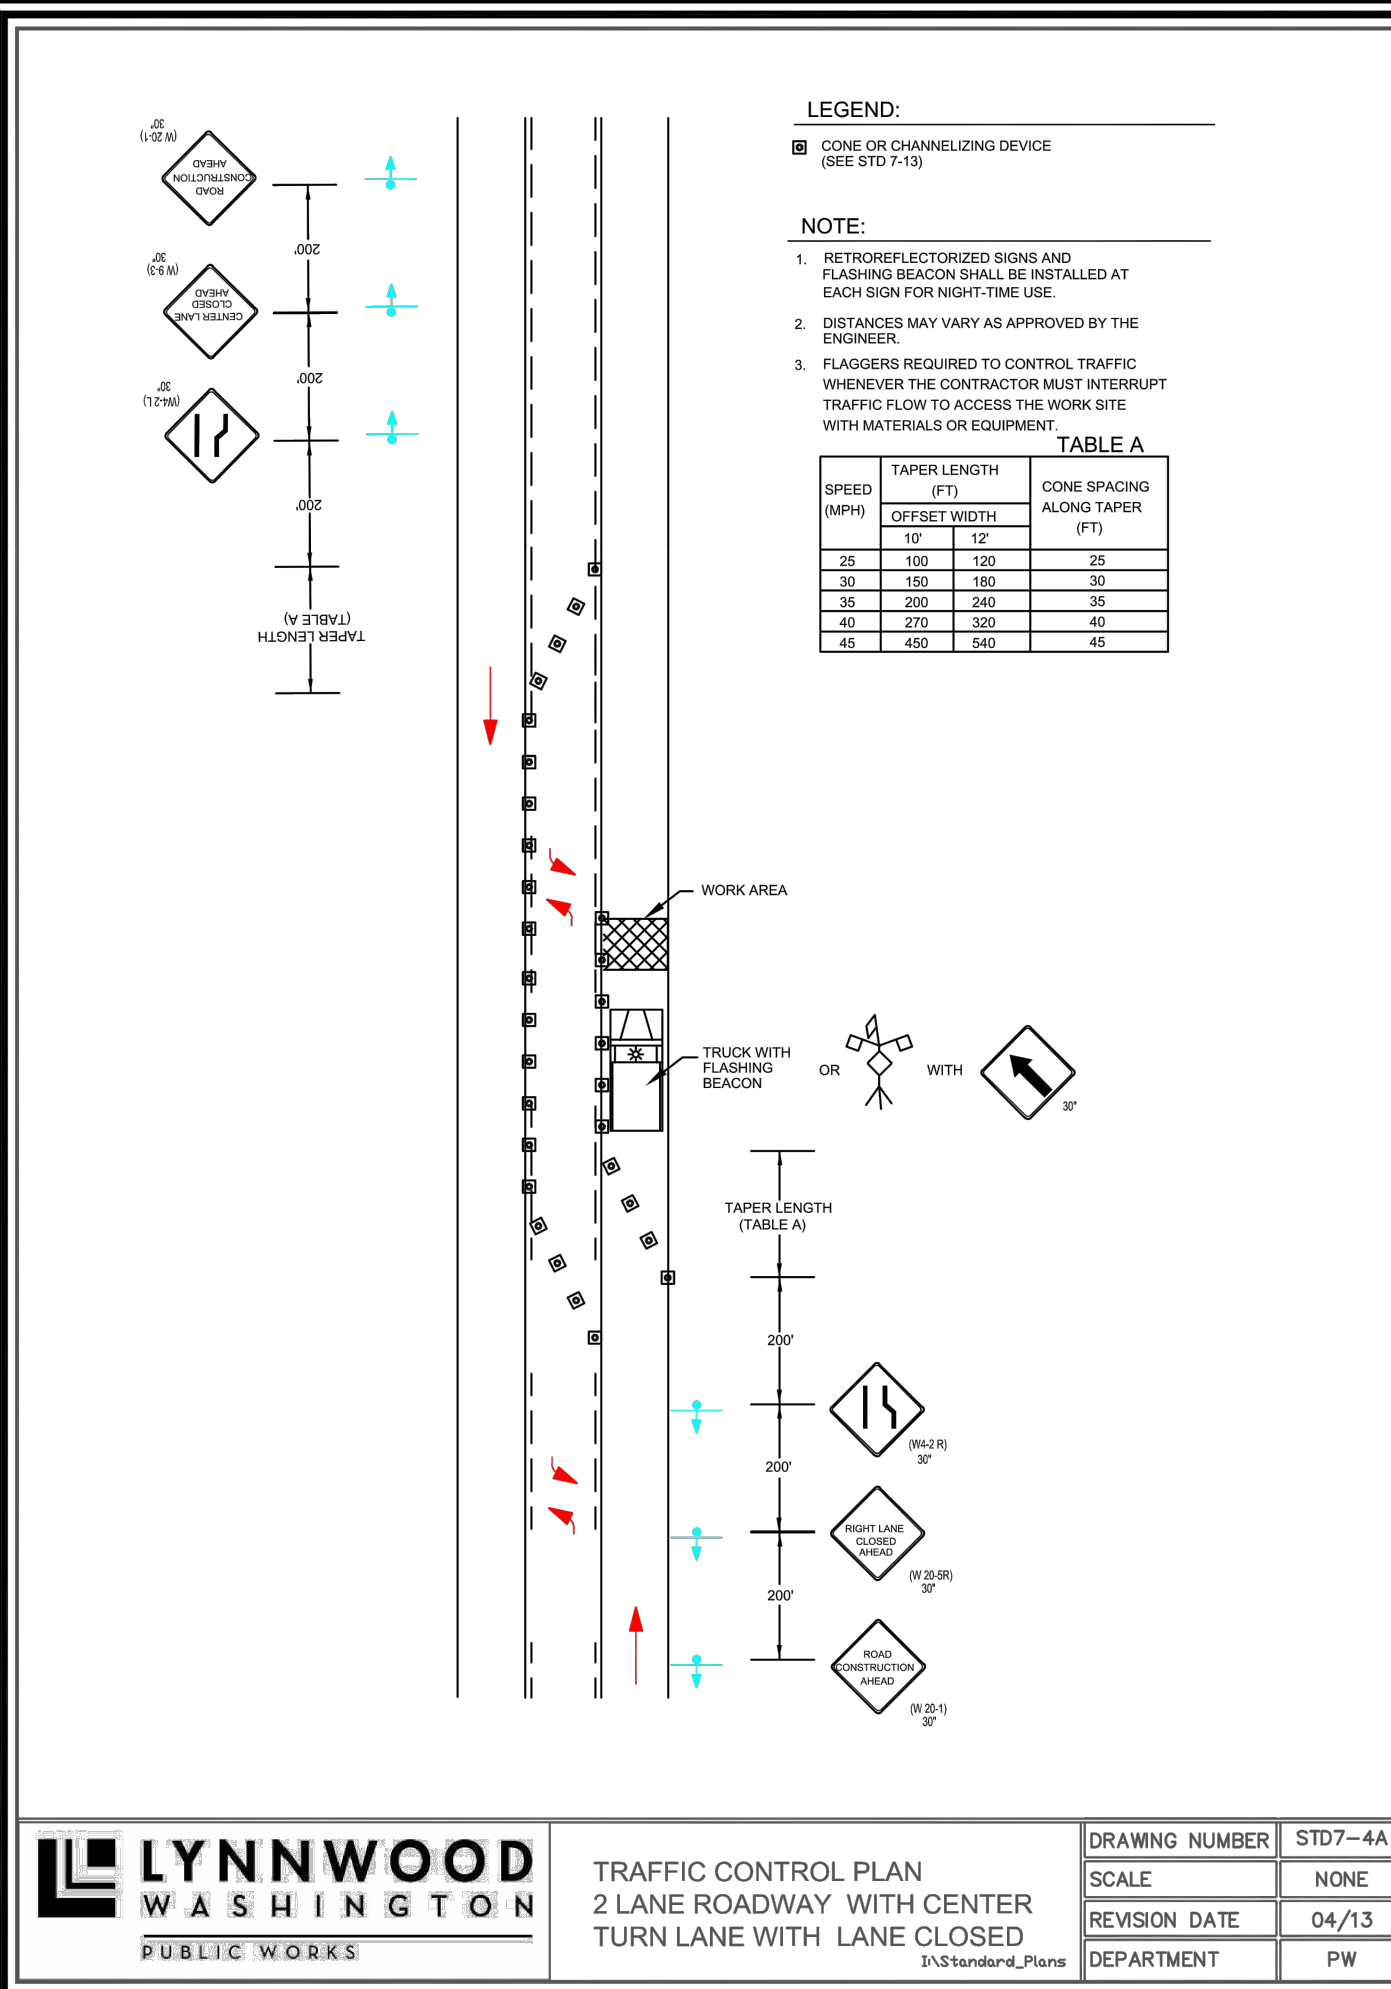 LEGEND:
CONE OR CHANNELIZING DEVICE
(SEE STD 7-13)
NOTE:
1. RETROREFLECTORIZED SIGNS AND
FLASHING BEACON SHALL BE INSTALLED AT
EACH SIGN FOR NIGHT-TIME USE.
2. DISTANCES MAY VARY AS APPROVED BY THE
ENGINEER.
3. FLAGGERS REQUIRED TO CONTROL TRAFFIC
WHENEVER THE CONTRACTOR MUST INTERRUPT
TRAFFIC FLOW TO ACCESS THE WORK SITE
WITH MATERIALS OR EQUIPMENT.
TABLE A
SPEED
(MPH)
TAPER LENGTH
(FT)
OFFSET WIDTH
10' 12'
CONE SPACING
ALONG TAPER
(FT)
25 100 120 25
30 150 180 30
35 200 240 35
40 270 320 40
45 450 540 45
ROAD
CONSTRUCTION
AHEAD
(W 20-1)
30"
200'
CENTER LANE
CLOSED
AHEAD
(W 9-3)
30"
200'
(W4-2 L)
30"
200'
TAPER LENGTH
(TABLE A)
WORK AREA
TRUCK WITH
FLASHING
BEACON
OR
WITH
30"
TAPER LENGTH
(TABLE A)
200'
(W4-2 R)
30"
200'
RIGHT LANE
CLOSED
AHEAD
(W 20-5R)
30"
200'
ROAD
CONSTRUCTION
AHEAD
(W 20-1)
30"
LYNNWOOD
WASHINGTON
PUBLIC WORKS
TRAFFIC CONTROL PLAN
2 LANE ROADWAY WITH CENTER
TURN LANE WITH LANE CLOSED
I:\Standard_Plans
DRAWING NUMBER STD7-4A
SCALE NONE
REVISION DATE 04/13
DEPARTMENT PW